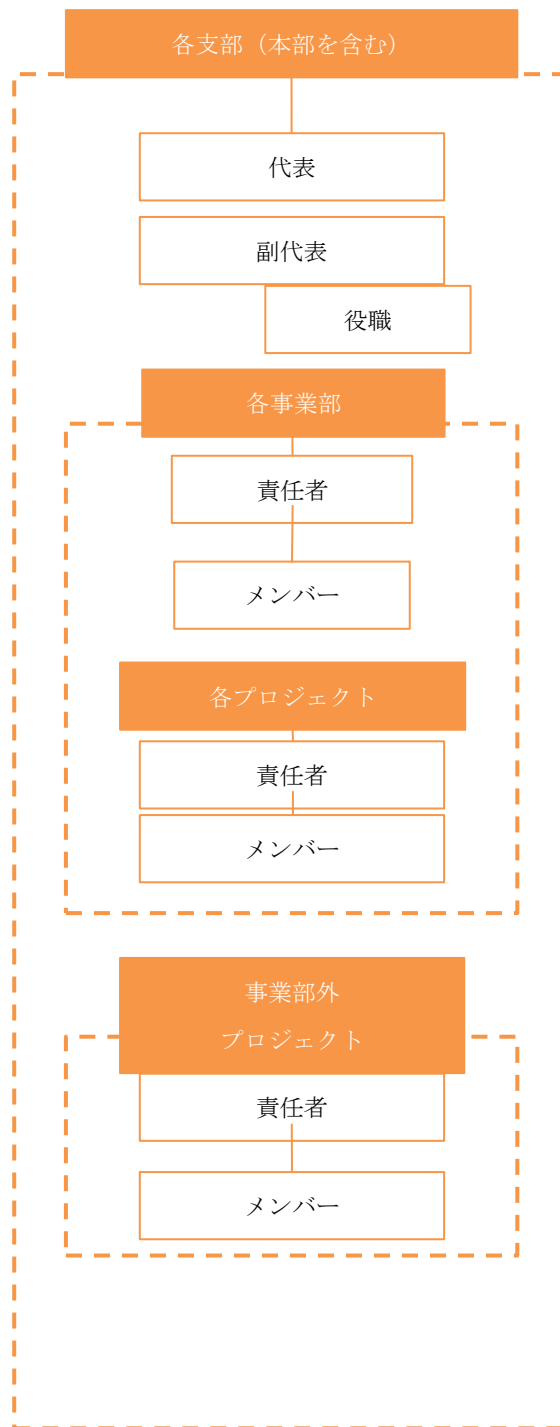 各支部（本部を含む）
代表
副代表
役職
各事業部
責任者
メンバー
各プロジェクト
責任者
メンバー
事業部外
プロジェクト
責任者
メンバー